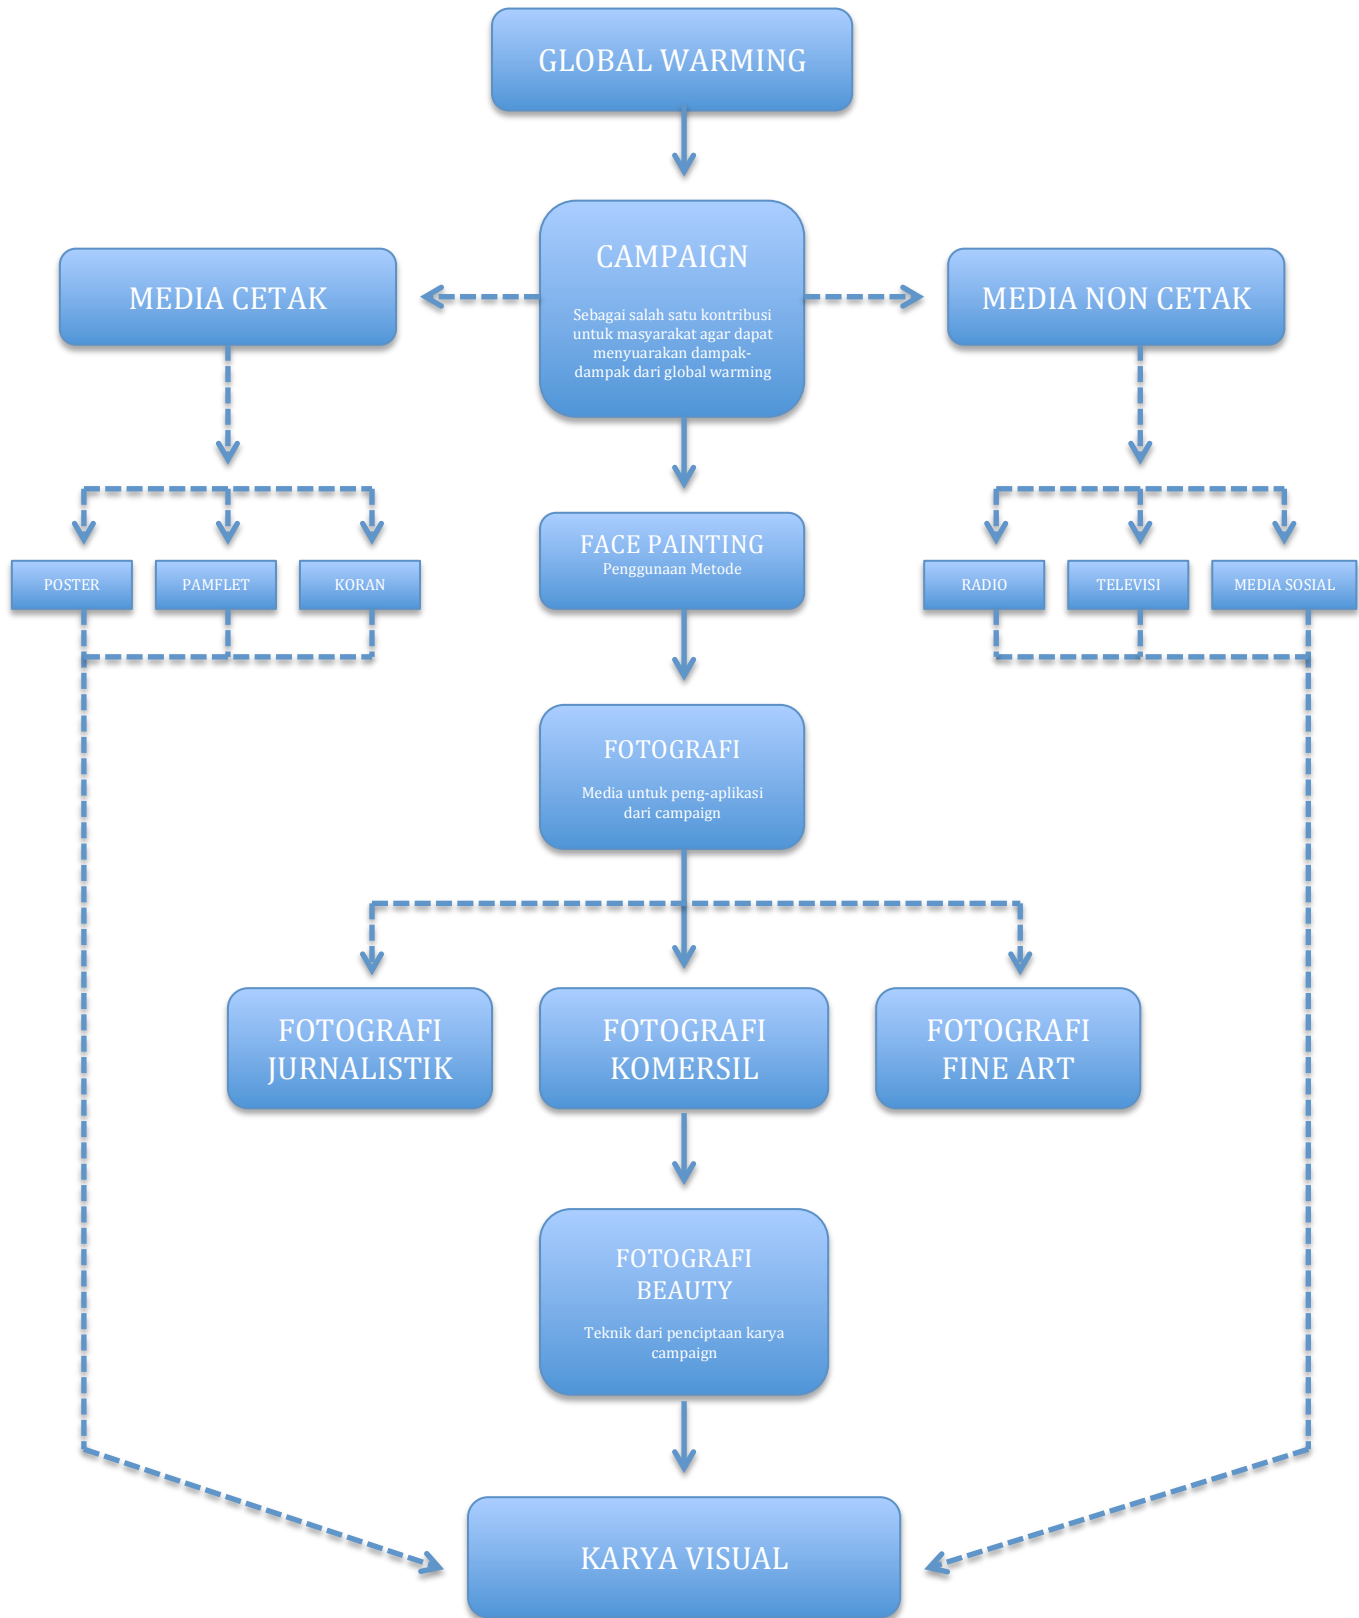 GLOBAL WARMING
CAMPAIGN
Sebagai salah satu kontribusi
untuk masyarakat agar dapat
menyuarakan dampak-
dampak dari global warming
MEDIA CETAK
MEDIA NON CETAK
FACE PAINTING
Penggunaan Metode
POSTER
PAMFLET
KORAN
RADIO
TELEVISI
MEDIA SOSIAL
FOTOGRAFI
Media untuk peng-aplikasi
dari campaign
FOTOGRAFI
JURNALISTIK
FOTOGRAFI
KOMERSIL
FOTOGRAFI
FINE ART
FOTOGRAFI
BEAUTY
Teknik dari penciptaan karya
campaign
KARYA VISUAL